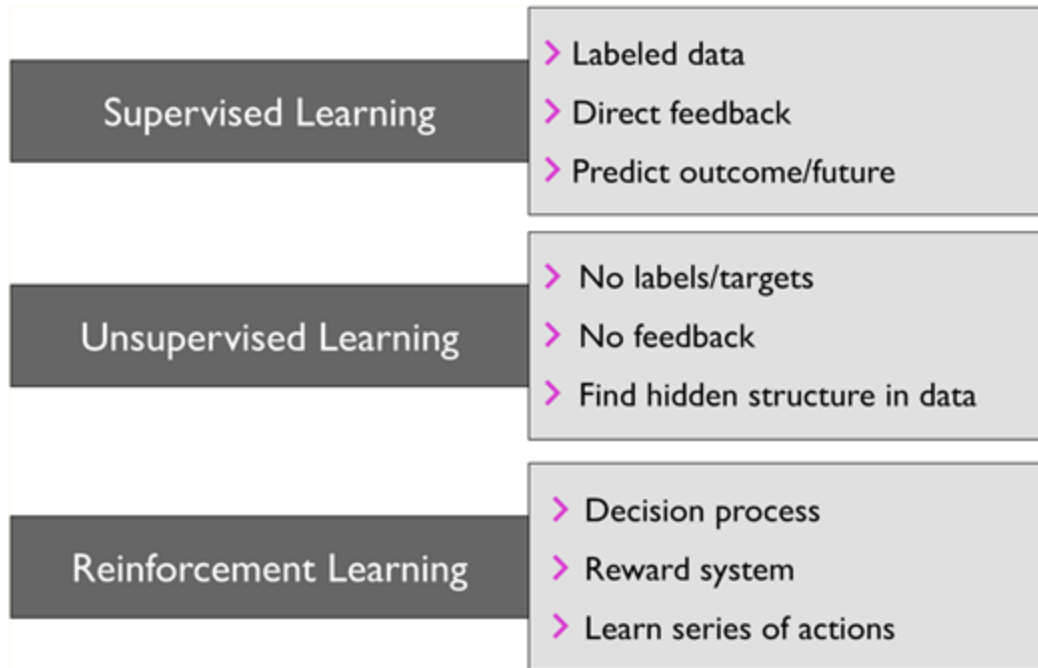 Supervised Learning
Labeled data
Direct feedback
Predict outcome/future
Unsupervised Learning
No labels/targets
No feedback
Find hidden structure in data
Reinforcement Learning
Decision process
Reward system
Learn series of actions